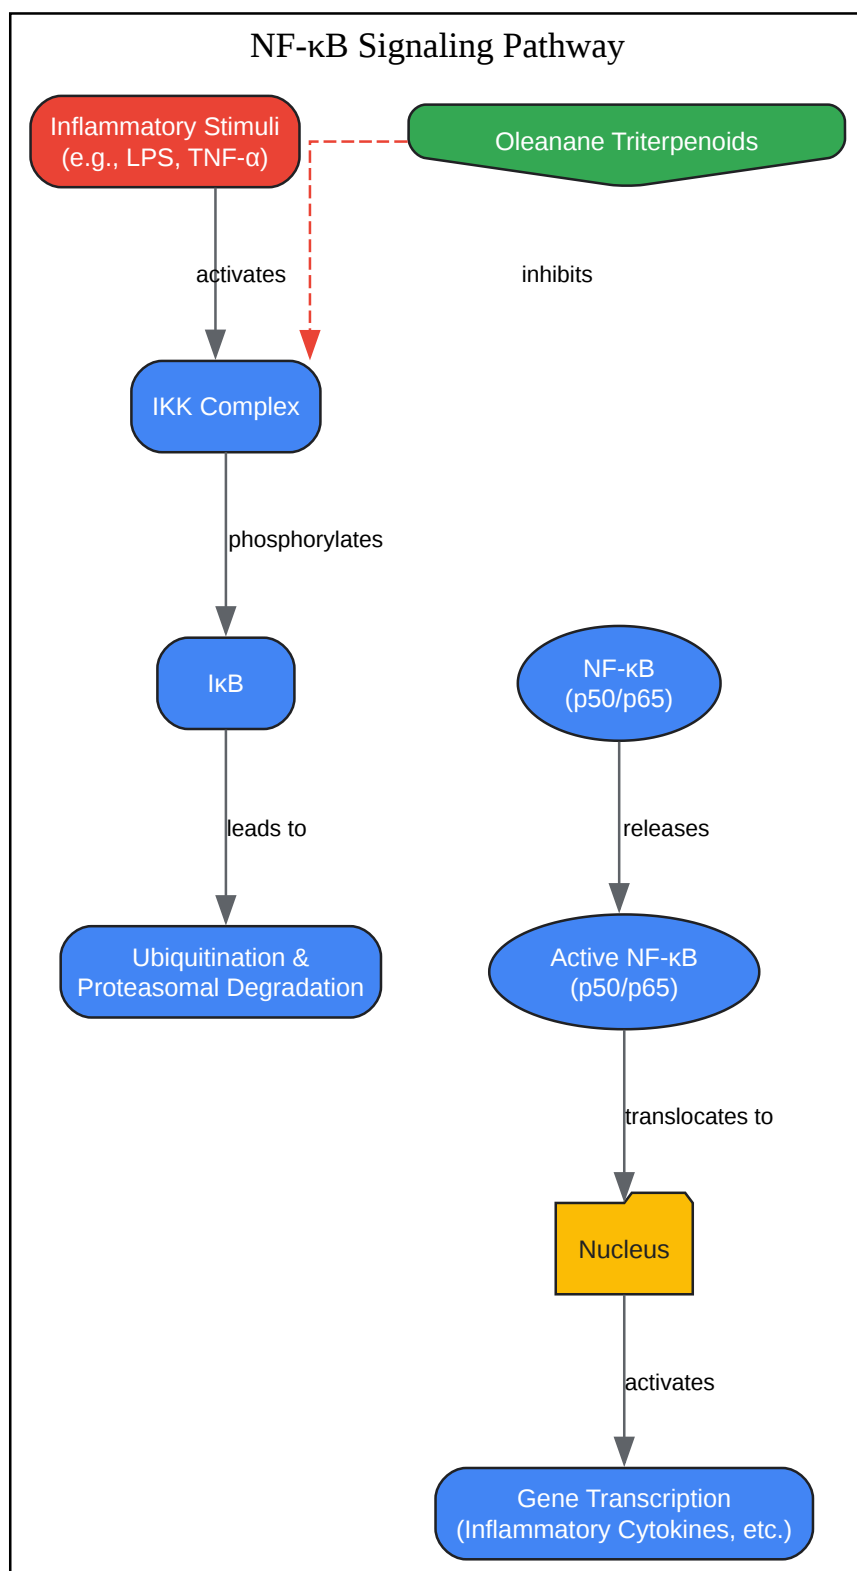 NF-κB Signaling Pathway
Inflammatory Stimuli
(e.g., LPS, TNF-α)
Oleanane Triterpenoids
activates
inhibits
IKK Complex
phosphorylates
IκB
NF-κB
(p50/p65)
leads to
releases
Ubiquitination &
Proteasomal Degradation
Active NF-κB
(p50/p65)
translocates to
Nucleus
activates
Gene Transcription
(Inflammatory Cytokines, etc.)